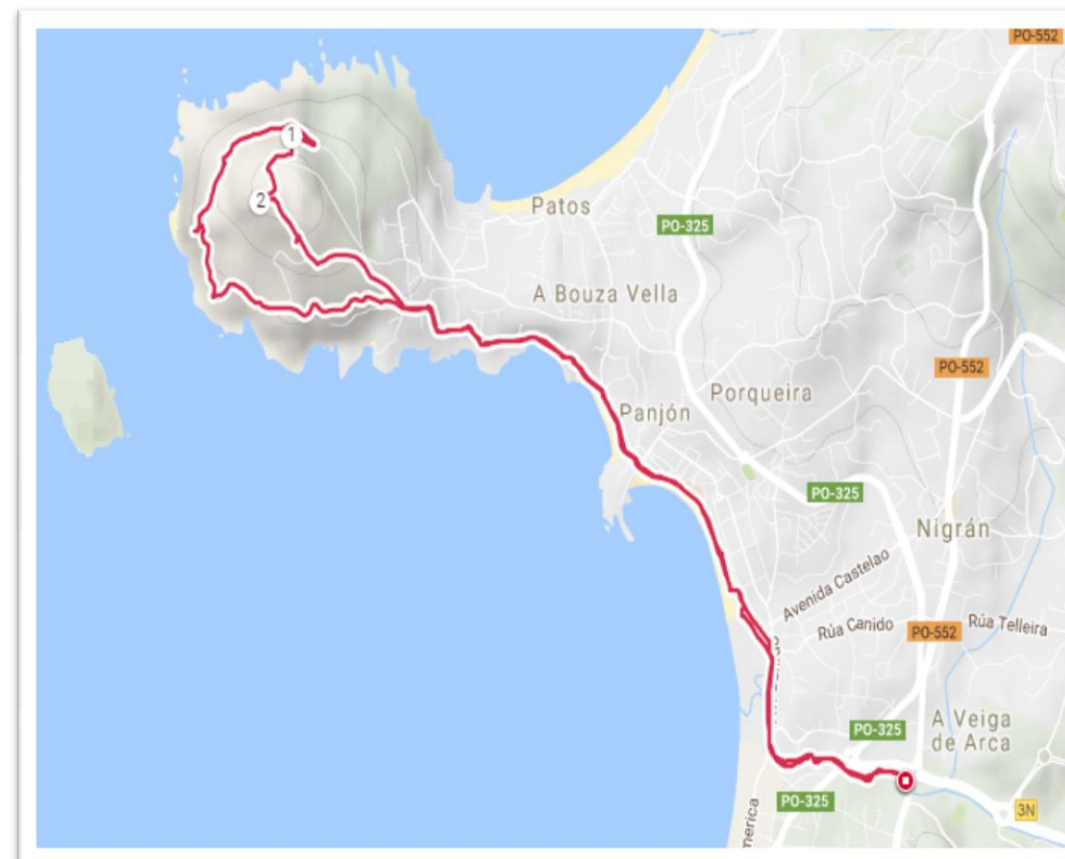 PO-552
1
2
Patos
PO-325
A Bouza Vella
PO-552
Porqueira
Panjón
PO-325
Nigrán
Avenida Castelao
Rúa Canido
PO-552
Rúa Telleira
PO-325
A Veiga
de Arca
PO-325
3N
merica